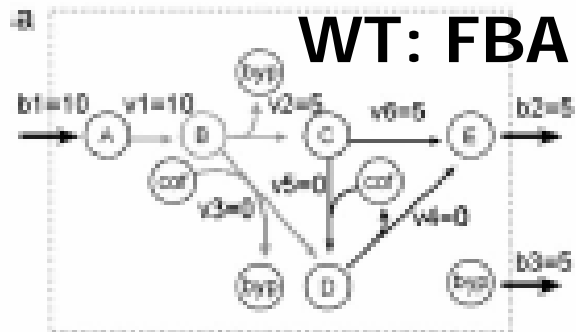 a
WT: FBA
byp
b1=10 v1=10 v2=5 v6=5 b2=5
A B C E
cof v5=0 cof
v3=0 v4=0
b3=5
byp D byp